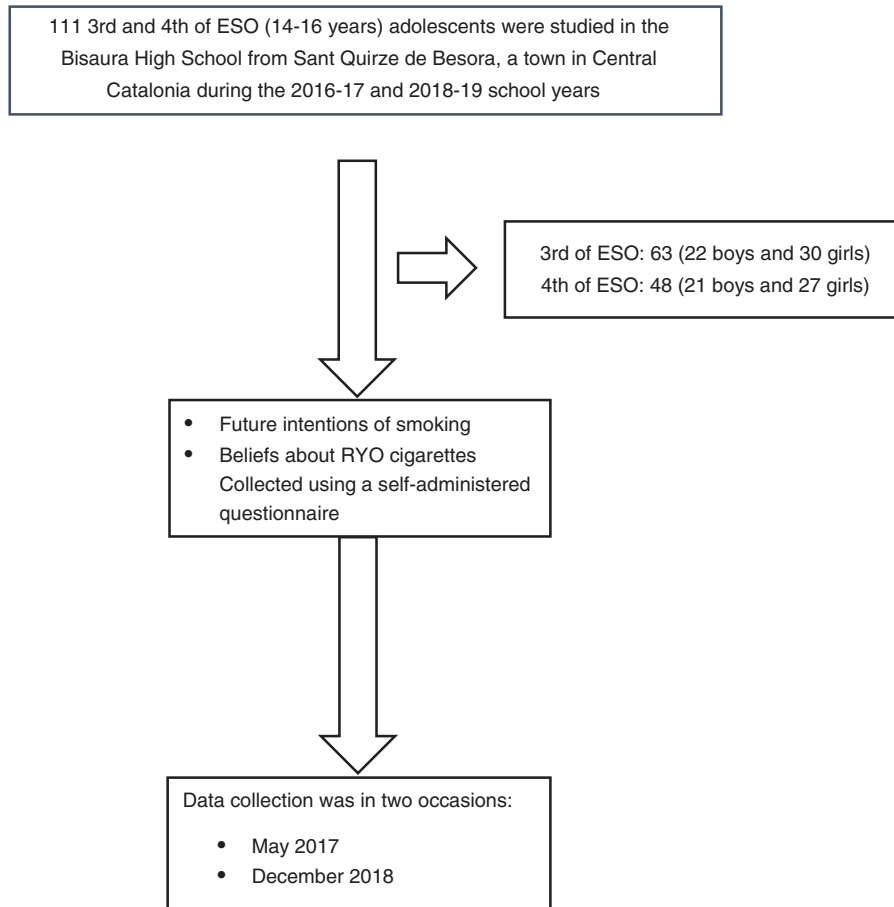 111 3rd and 4th of ESO (14-16 years) adolescents were studied in the
Bisaura High School from Sant Quirze de Besora, a town in Central
Catalonia during the 2016-17 and 2018-19 school years
3rd of ESO: 63 (22 boys and 30 girls)
4th of ESO: 48 (21 boys and 27 girls)
• Future intentions of smoking
• Beliefs about RYO cigarettes
Collected using a self-administered
questionnaire
Data collection was in two occasions:
• May 2017
• December 2018